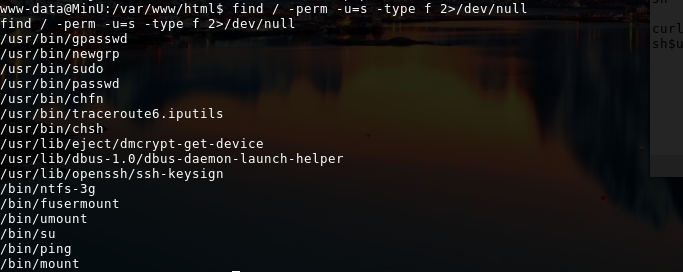 www-data@MinU:/var/www/html$ find / -perm -u=s -type f 2>/dev/null
find / -perm -u=s -type f 2>/dev/null
/usr/bin/gpasswd
/usr/bin/newgrp
/usr/bin/sudo
/usr/bin/passwd
/usr/bin/chfn
/usr/bin/traceroute6.iputils
/usr/bin/chsh
/usr/lib/eject/dmcrypt-get-device
/usr/lib/dbus-1.0/dbus-daemon-launch-helper
/usr/lib/openssh/ssh-keysign
/bin/ntfs-3g
/bin/fusermount
/bin/umount
/bin/su
/bin/ping
/bin/mount
curl
sh$u